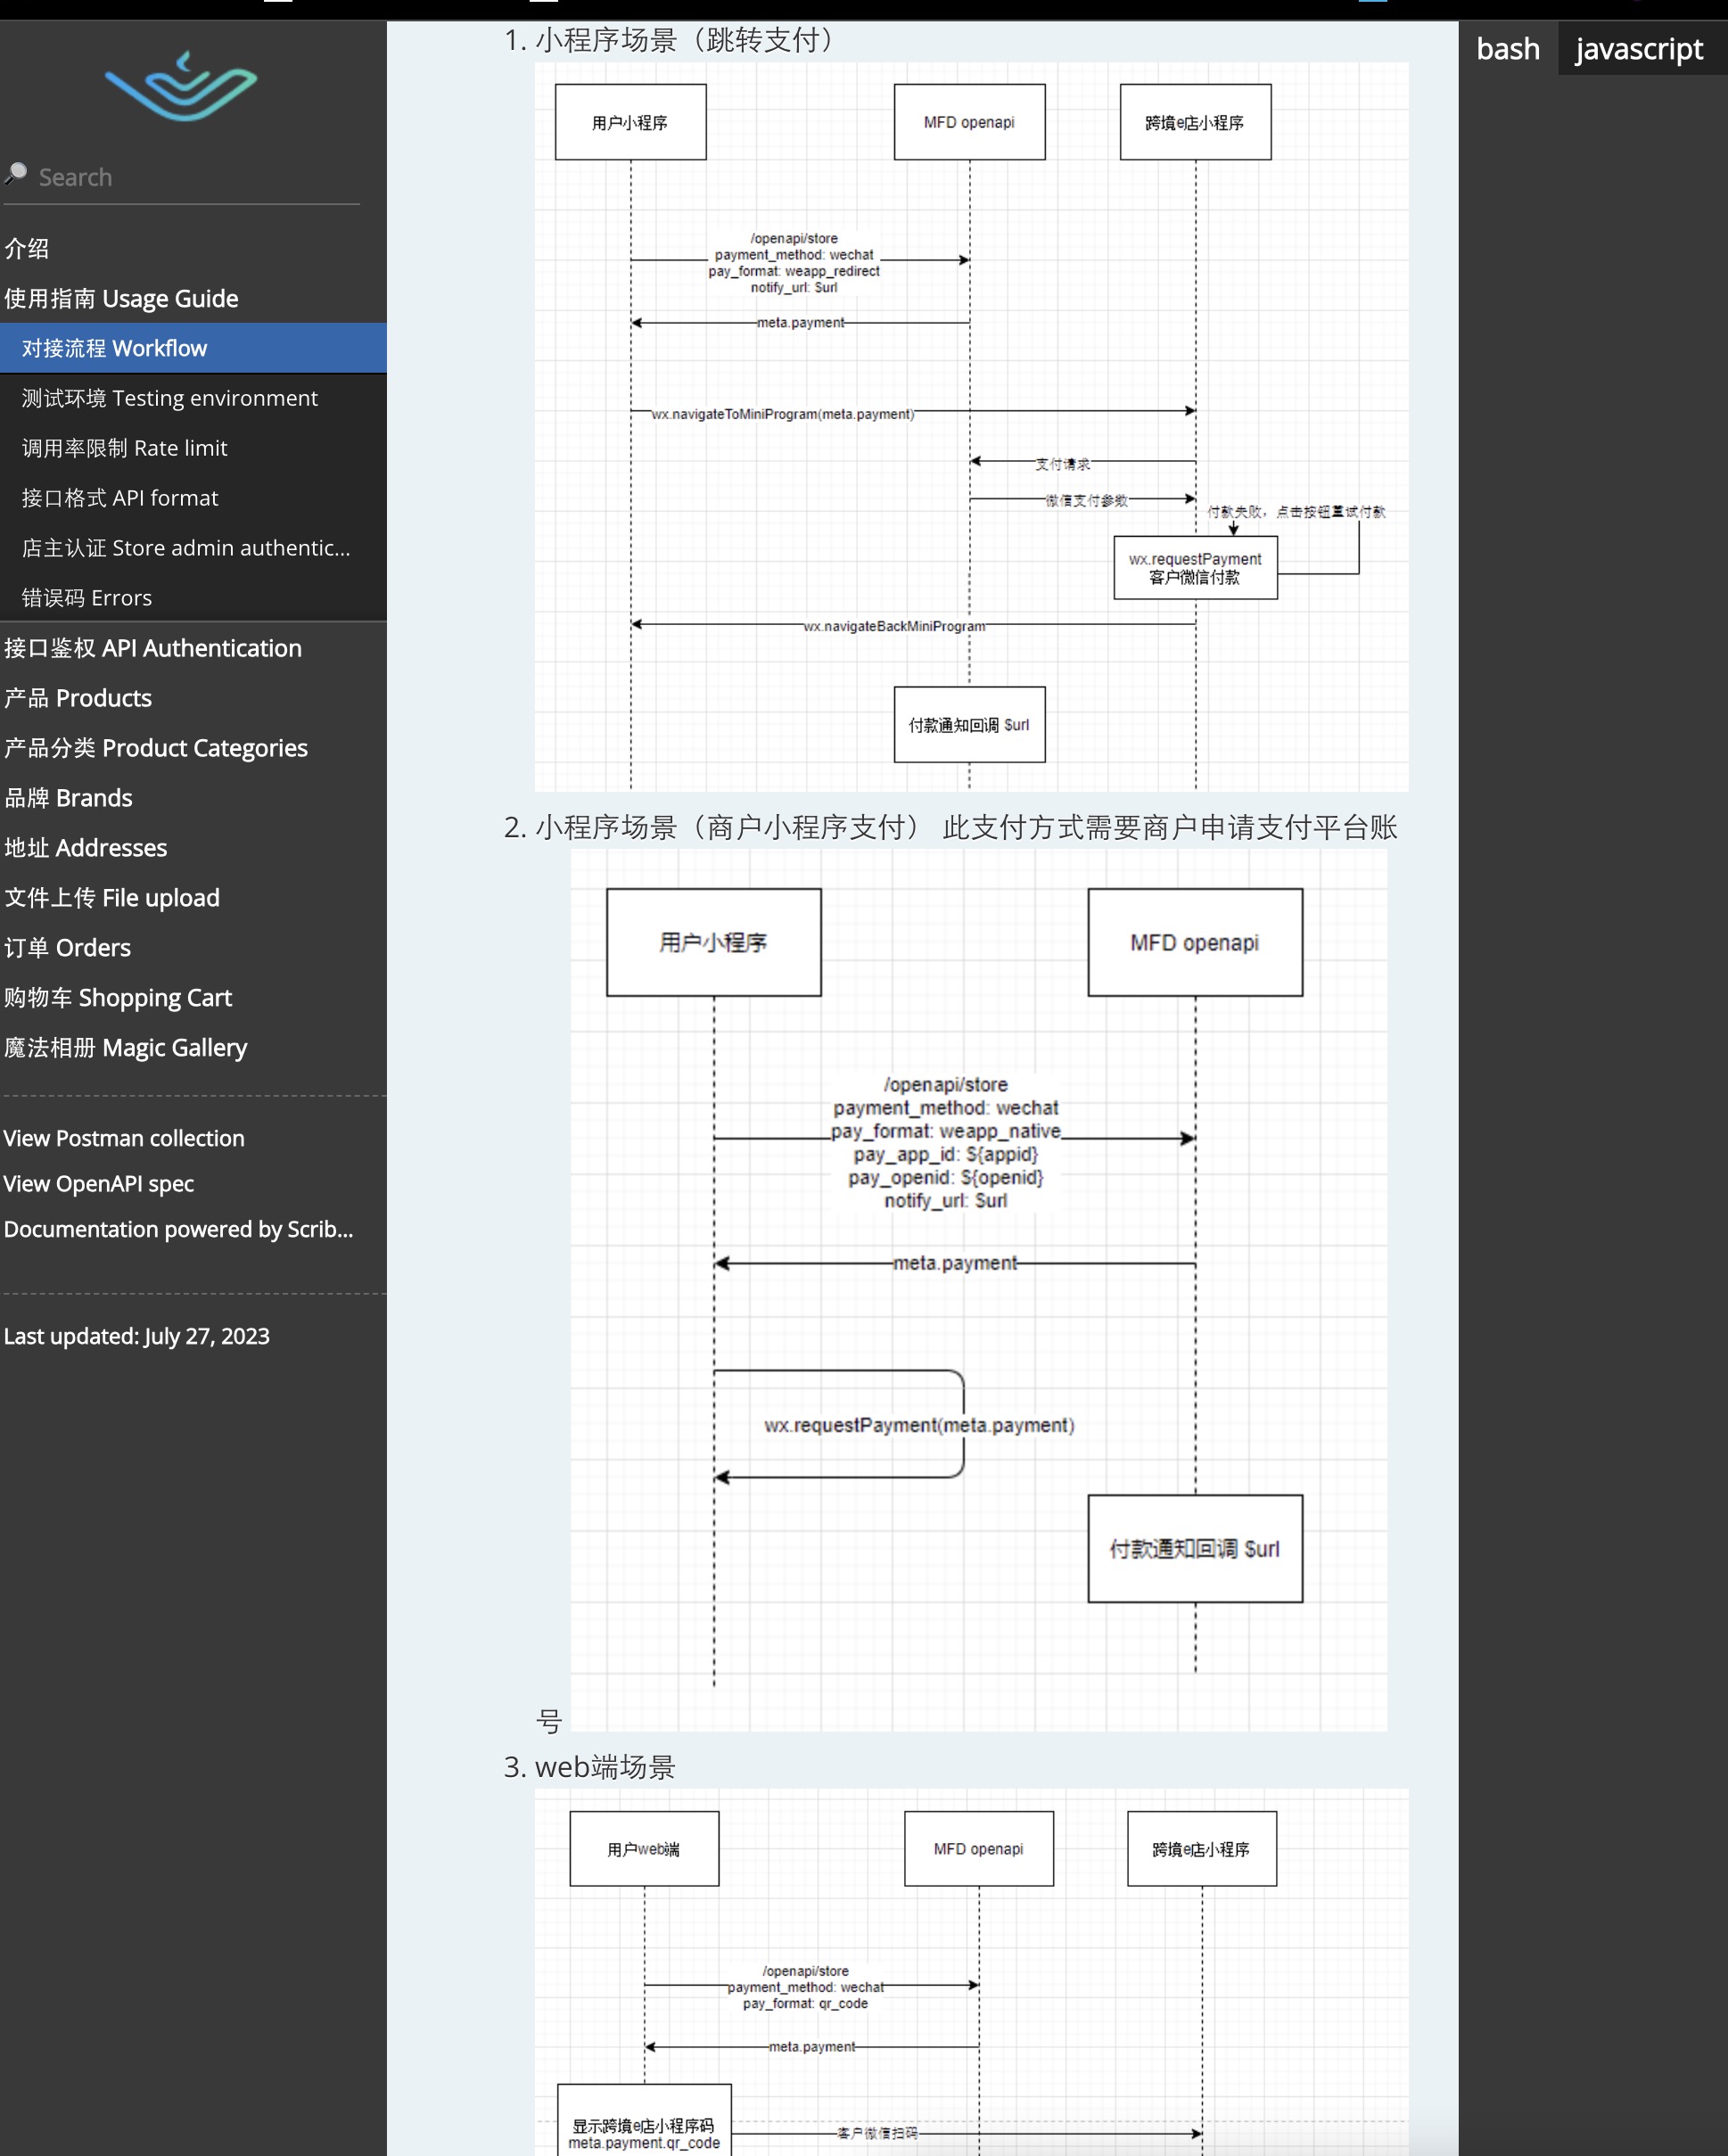 Search
介绍
使用指南 Usage Guide
对接流程 Workflow
测试环境 Testing environment
调用率限制 Rate limit
接口格式 API format
店主认证 Store admin authentic...
错误码 Errors
接口鉴权 API Authentication
产品 Products
产品分类 Product Categories
品牌 Brands
地址 Addresses
文件上传 File upload
订单 Orders
购物车 Shopping Cart
魔法相册 Magic Gallery
View Postman collection
View OpenAPI spec
Documentation powered by Scrib...
Last updated: July 27, 2023
1. 小程序场景（跳转支付）
用户小程序
MFD openapi
跨境e店小程序
/openapi/store
payment_method: wechat
pay_format: weapp_redirect
notify_url: $url
meta.payment
wx.navigateToMiniProgram(meta.payment)
支付请求
微信支付参数
付款失败，点击按钮重试付款
wx.requestPayment
客户微信付款
wx.navigateBackMiniProgram
付款通知回调 $url
2. 小程序场景（商户小程序支付） 此支付方式需要商户申请支付平台账
用户小程序
MFD openapi
/openapi/store
payment_method: wechat
pay_format: weapp_native
pay_app_id: ${appid}
pay_openid: ${openid}
notify_url: $url
meta.payment
wx.requestPayment(meta.payment)
付款通知回调 $url
号
3. web端场景
用户web端
MFD openapi
跨境e店小程序
/openapi/store
payment_method: wechat
pay_format: qr_code
meta.payment
显示跨境e店小程序码
meta.payment.qr_code
客户微信扫码
bash
javascript